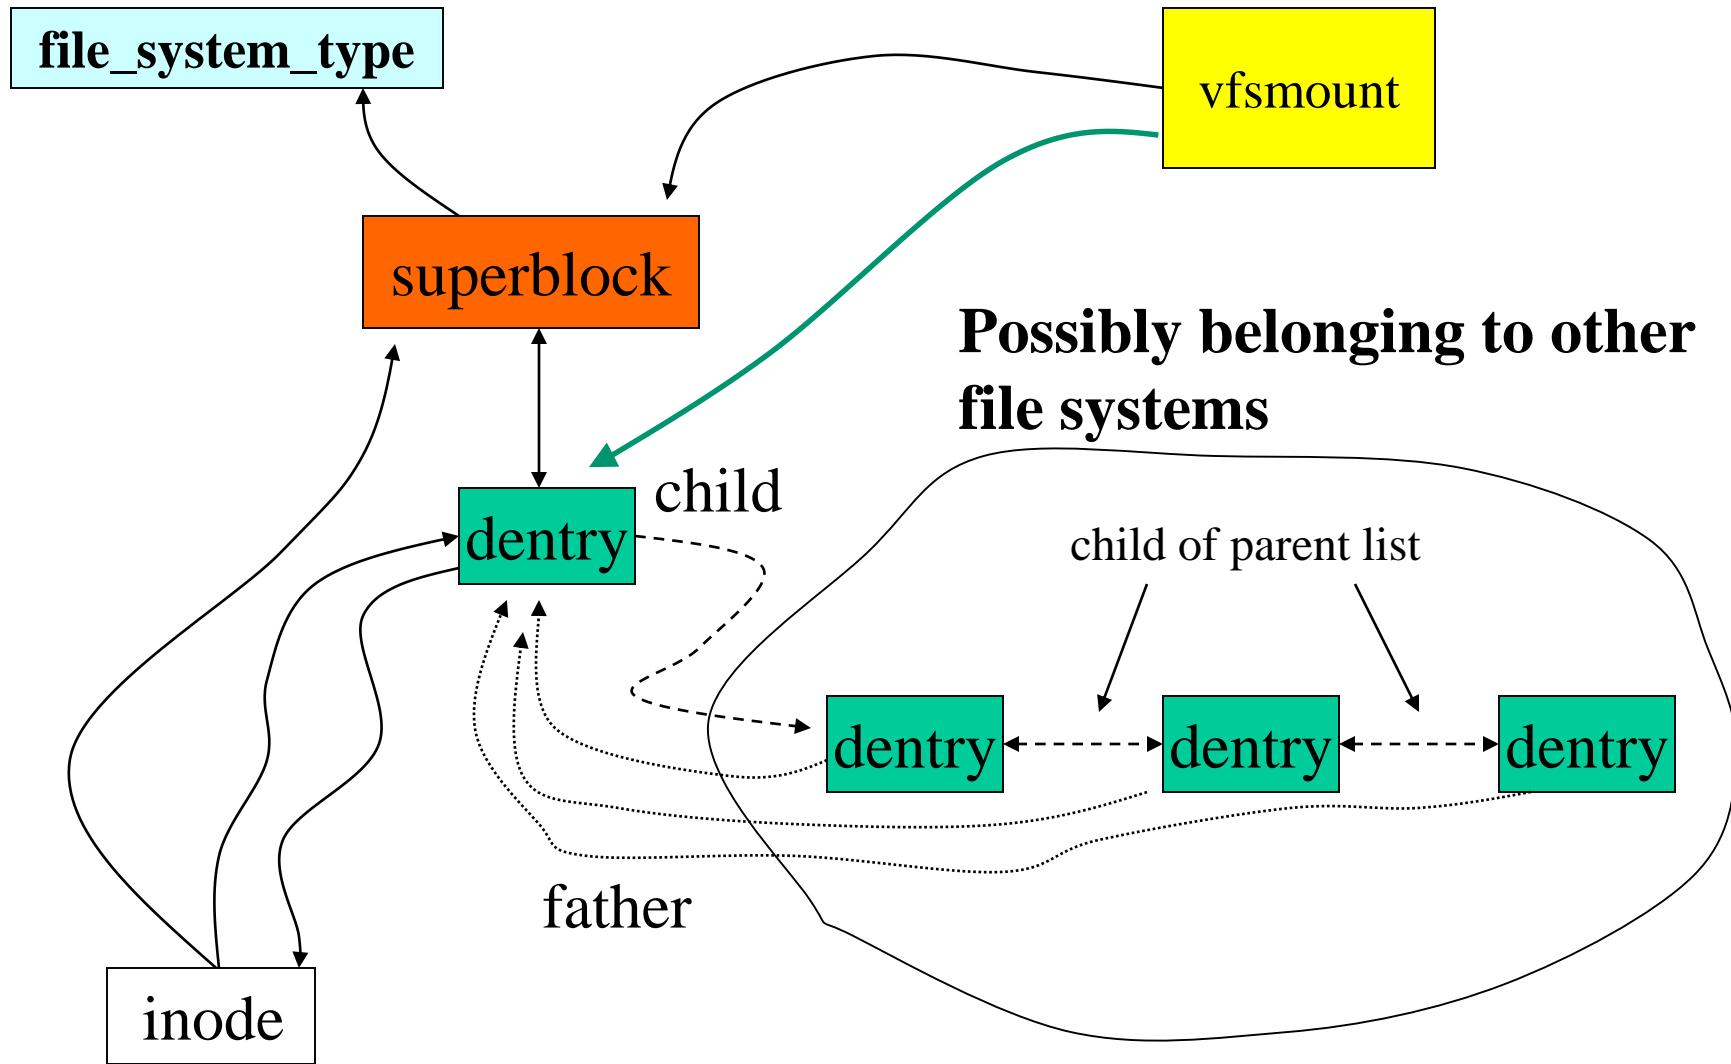 file_system_type
vfsmount
superblock
Possibly belonging to other
file systems
child
dentry
child of parent list
dentry
dentry
dentry
father
inode